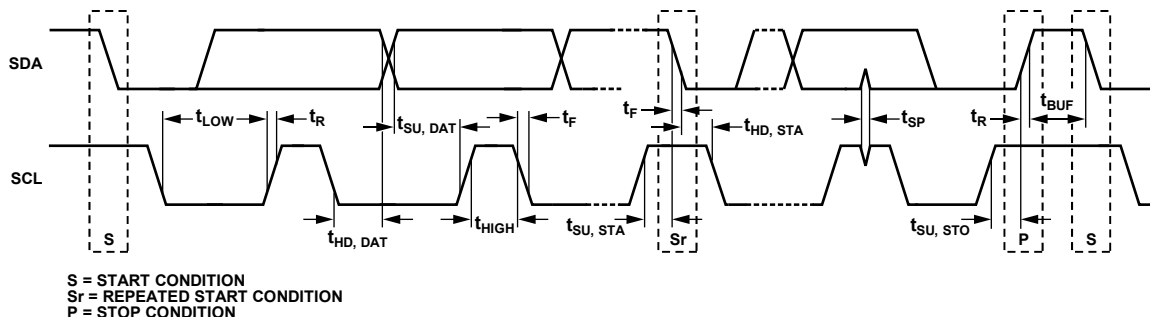 SDA
tLOW
tR
tSU, DAT
tF
tF
tHD, STA
tSP
tR
tBUF
SCL
tHD, DAT
tHIGH
tSU, STA
tSU, STO
S
Sr
P
S
S = START CONDITION
Sr = REPEATED START CONDITION
P = STOP CONDITION